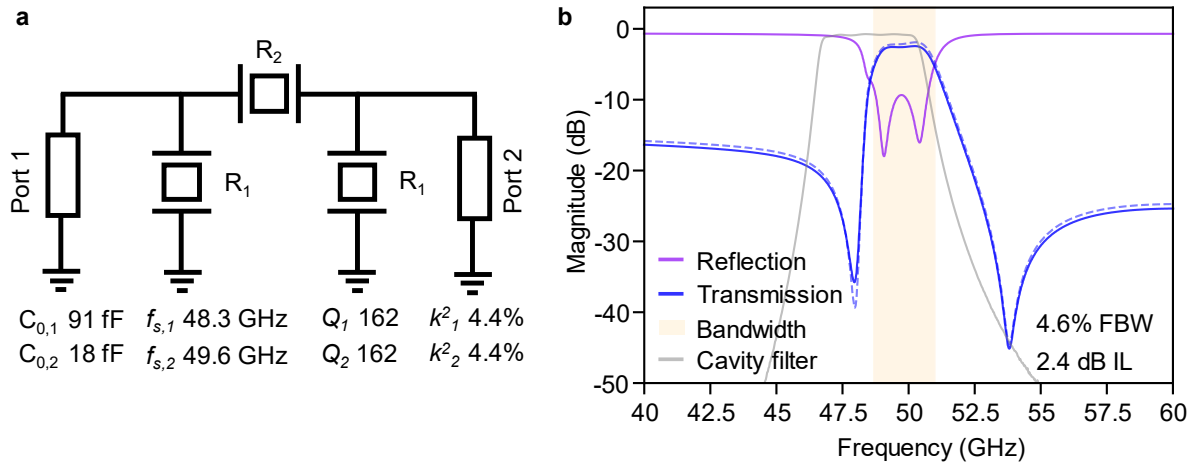 a
R₂
Port 1
R₁
R₁
Port 2
C₀,₁ 91 fF f_s,1 48.3 GHz Q₁ 162 k²₁ 4.4%
C₀,₂ 18 fF f_s,2 49.6 GHz Q₂ 162 k²₂ 4.4%
b
Magnitude (dB)
0
-10
-20
-30
-40
-50
Reflection
Transmission
Bandwidth
Cavity filter
4.6% FBW
2.4 dB IL
40 42.5 45 47.5 50 52.5 55 57.5 60
Frequency (GHz)